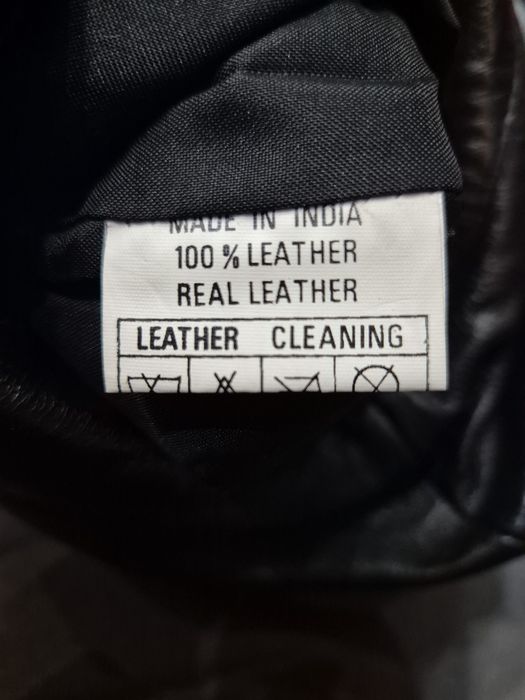 MADE IN INDIA
100 % LEATHER
REAL LEATHER
LEATHER CLEANING